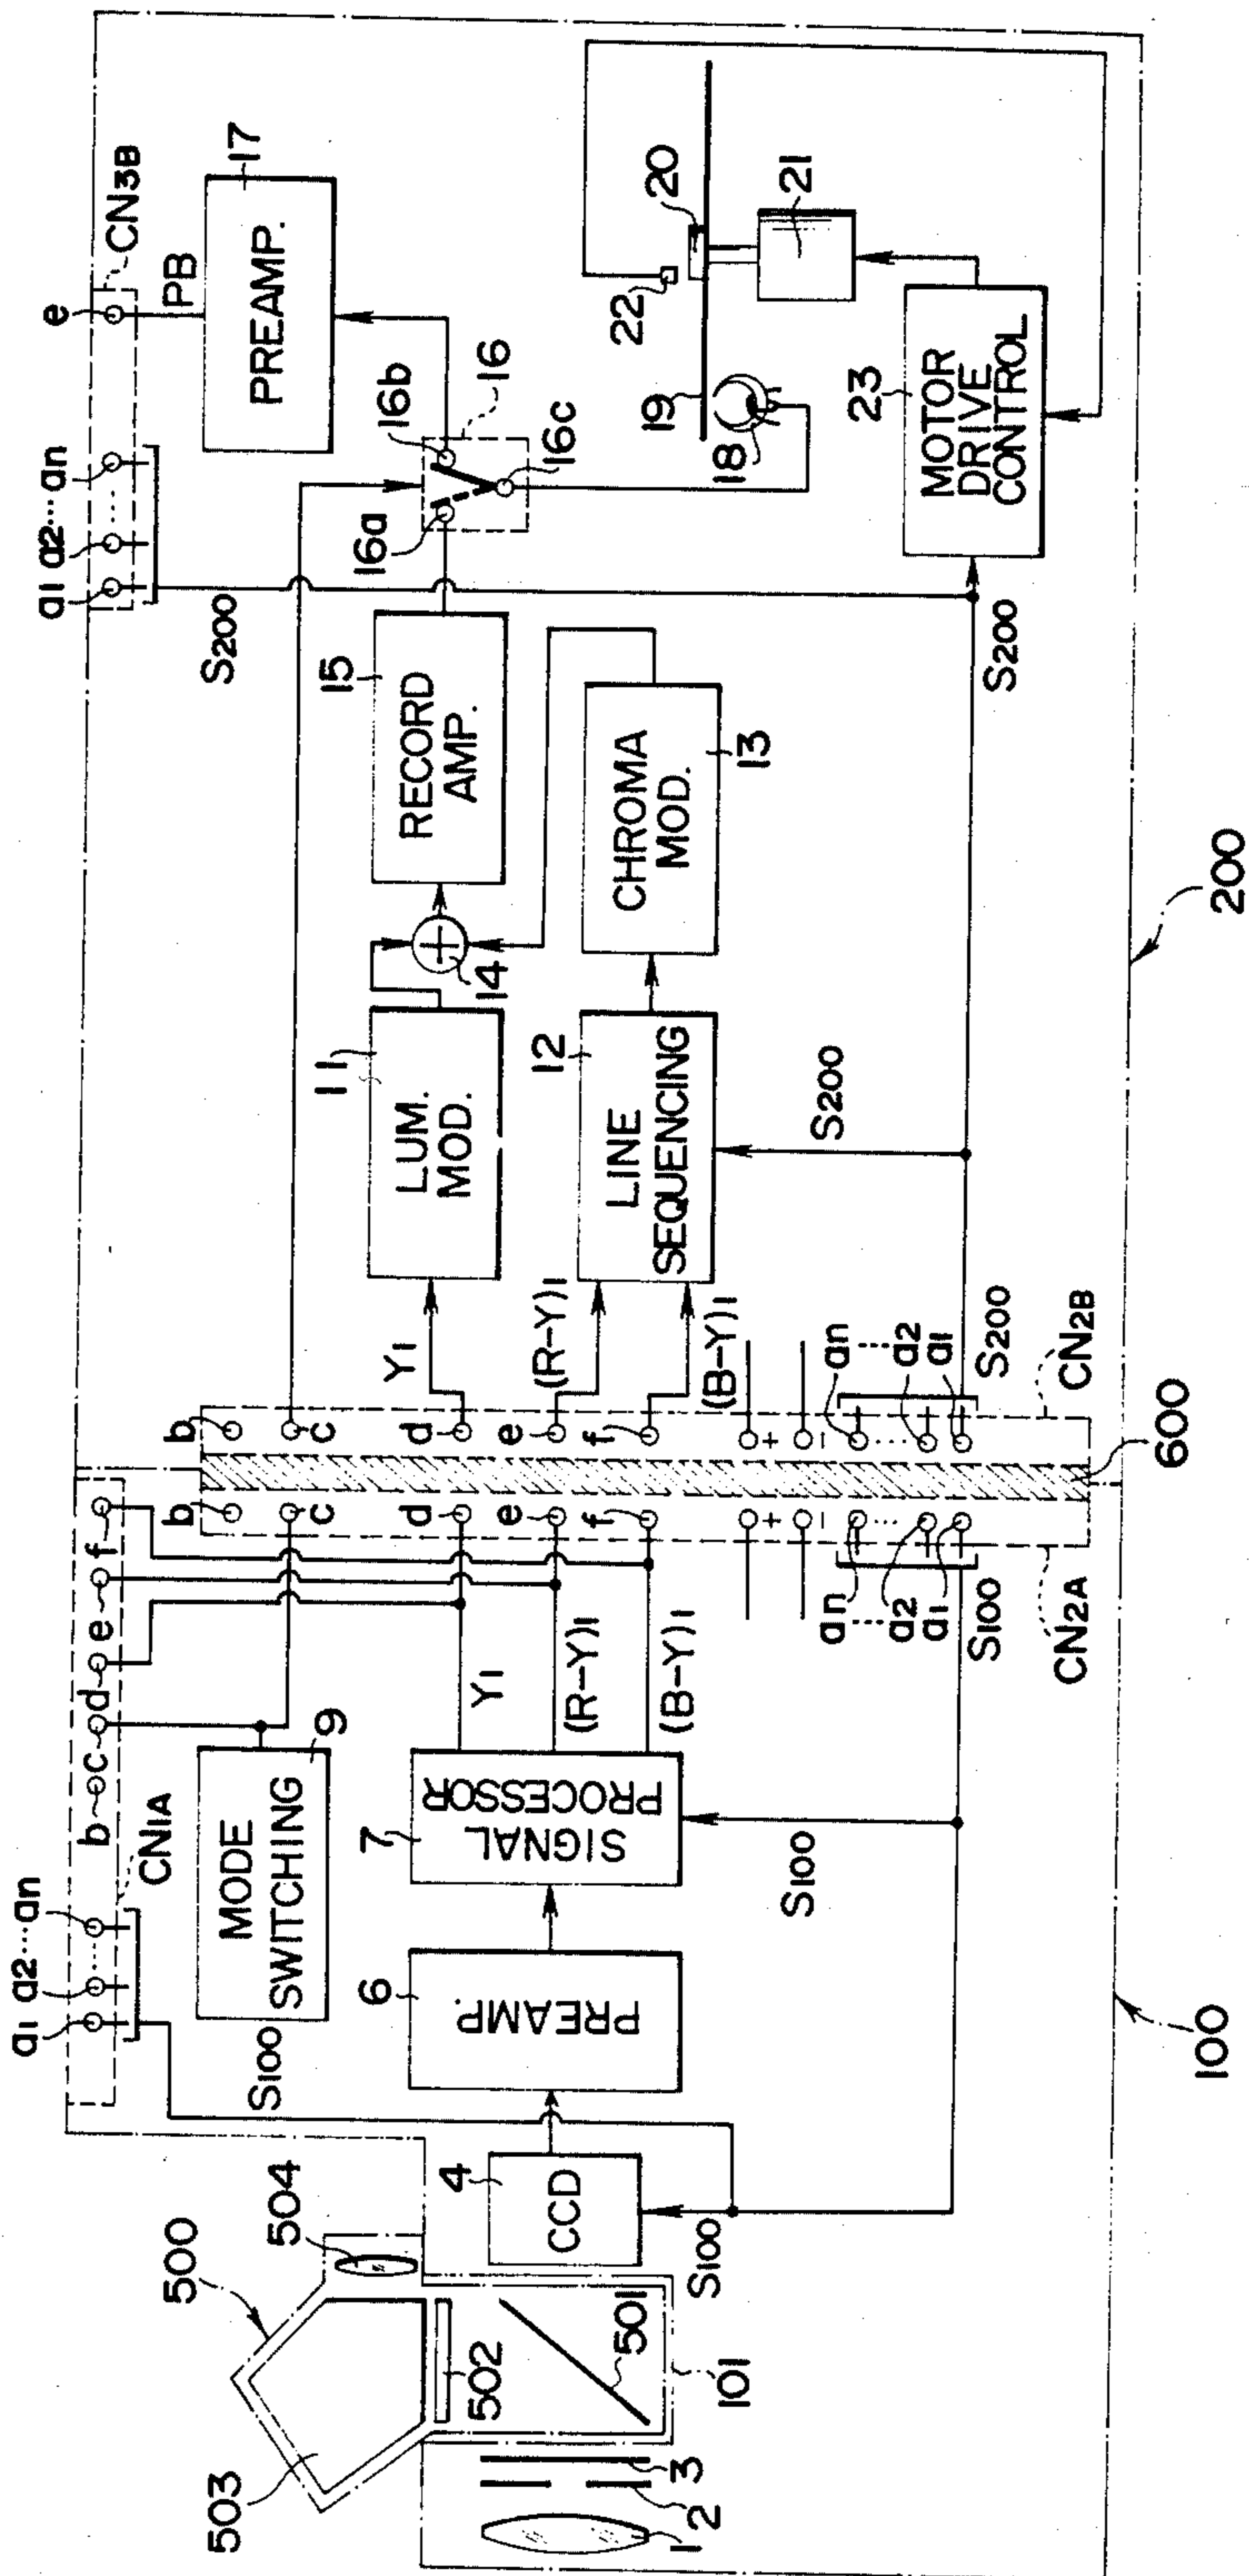 500
504
503
502
501
101
1
2
3
4
CCD
S100
a1 a2...an
CN1A
b c d e f
S100
MODE
SWITCHING
9
6
PREAMP.
7
SIGNAL
PROCESSOR
S100
Y1
(R-Y)1
(B-Y)1
b
c
d
e
f
+
−
an
a2
a1
S100
CN2A
100
600
b
c
d
e
f
+
−
an
a2
a1
S200
CN2B
Y1
(R-Y)1
(B-Y)1
11
LUM.
MOD.
12
LINE
SEQUENCING
S200
14
13
CHROMA
MOD.
15
RECORD
AMP.
200
S200
a1 a2...an
e
CN3B
PB
17
PREAMP.
16
16a
16b
16c
18
19
20
21
22
23
MOTOR
DRIVE
CONTROL
S200